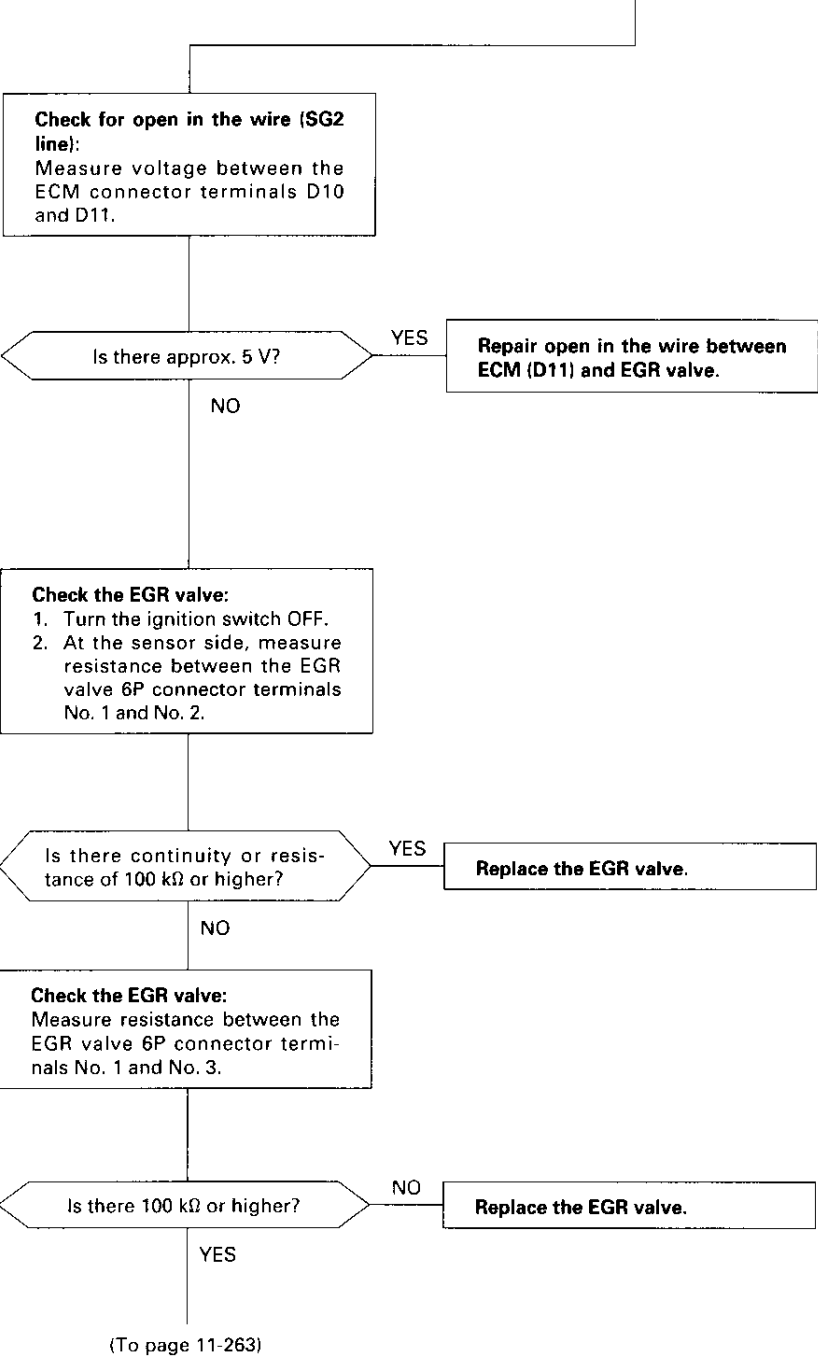 Check for open in the wire (SG2
line):
Measure voltage between the
ECM connector terminals D10
and D11.
Is there approx. 5 V?
YES
Repair open in the wire between
ECM (D11) and EGR valve.
NO
Check the EGR valve:
1. Turn the ignition switch OFF.
2. At the sensor side, measure
resistance between the EGR
valve 6P connector terminals
No. 1 and No. 2.
Is there continuity or resis-
tance of 100 kΩ or higher?
YES
Replace the EGR valve.
NO
Check the EGR valve:
Measure resistance between the
EGR valve 6P connector termi-
nals No. 1 and No. 3.
Is there 100 kΩ or higher?
NO
Replace the EGR valve.
YES
(To page 11-263)